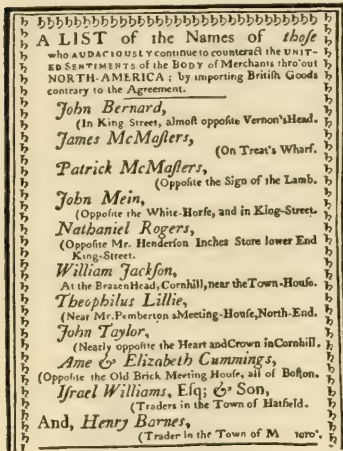 A LIST of the Names of thoſe
who AUDACIOUSLY continue to counteract the UNIT-
ED SENTIMENTS of the BODY of Merchants thro'out
NORTH-AMERICA; by importing Britiſh Goods
contrary to the Agreement.
John Bernard,
(In King Street, almoſt oppoſite Vernon's Head.
James McMaſters,
(On Treat's Wharf.
Patrick McMaſters,
(Oppoſite the Sign of the Lamb.
John Mein,
(Oppoſite the White-Horſe, and in King-Street.
Nathaniel Rogers,
(Oppoſite Mr. Henderſon Inches Store lower End
King-Street.
William Jackſon,
At the Brazen Head, Cornhill, near the Town-Houſe.
Theophilus Lillie,
(Near Mr. Pemberton's Meeting-Houſe, North-End.
John Taylor,
(Nearly oppoſite the Heart and Crown in Cornhill.
Ame & Elizabeth Cummings,
(Oppoſite the Old Brick Meeting Houſe, all of Boſton.
Iſrael Williams, Eſq; & Son,
(Traders in the Town of Hatfield.
And, Henry Barnes,
(Trader in the Town of